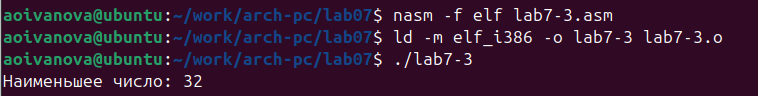 aoivanova@ubuntu:~/work/arch-pc/lab07$ nasm -f elf lab7-3.asm
aoivanova@ubuntu:~/work/arch-pc/lab07$ ld -m elf_i386 -o lab7-3 lab7-3.o
aoivanova@ubuntu:~/work/arch-pc/lab07$ ./lab7-3
Наименьшее число: 32